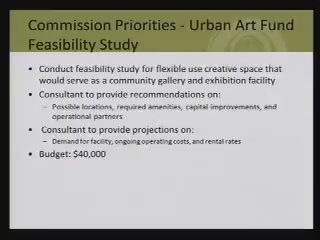 Commission Priorities - Urban Art Fund
Feasibility Study
• Conduct feasibility study for flexible use creative space that
would serve as a community gallery and exhibition facility
• Consultant to provide recommendations on:
– Possible locations, required amenities, capital improvements, and
operational partners
• Consultant to provide projections on:
– Demand for facility, ongoing operating costs, and rental rates
• Budget: $40,000